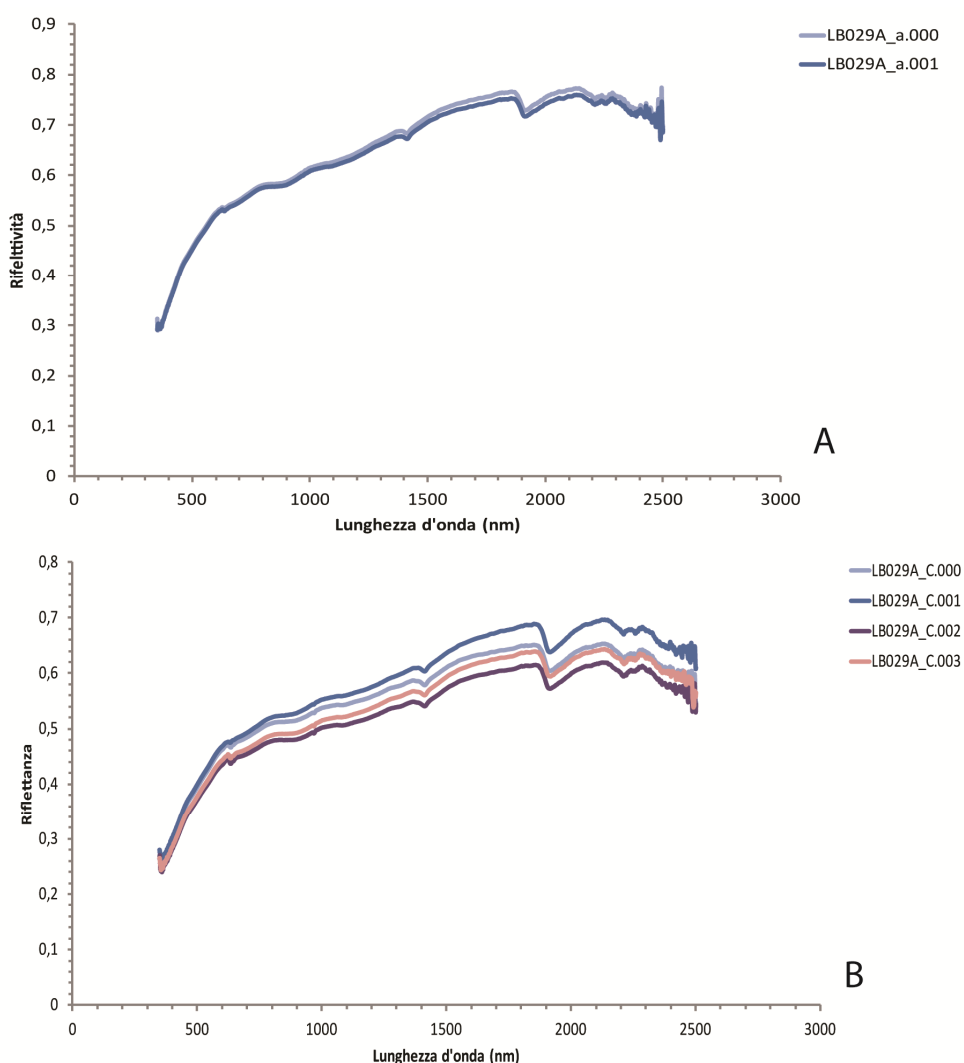 0,9
0,8
0,7
0,6
0,5
0,4
0,3
0,2
0,1
0
Rifelttività
LB029A_a.000
LB029A_a.001
A
0 500 1000 1500 2000 2500 3000
Lunghezza d'onda (nm)
0,8
0,7
0,6
0,5
0,4
0,3
0,2
0,1
0
Riflettanza
LB029A_C.000
LB029A_C.001
LB029A_C.002
LB029A_C.003
B
0 500 1000 1500 2000 2500 3000
Lunghezza d'onda (nm)